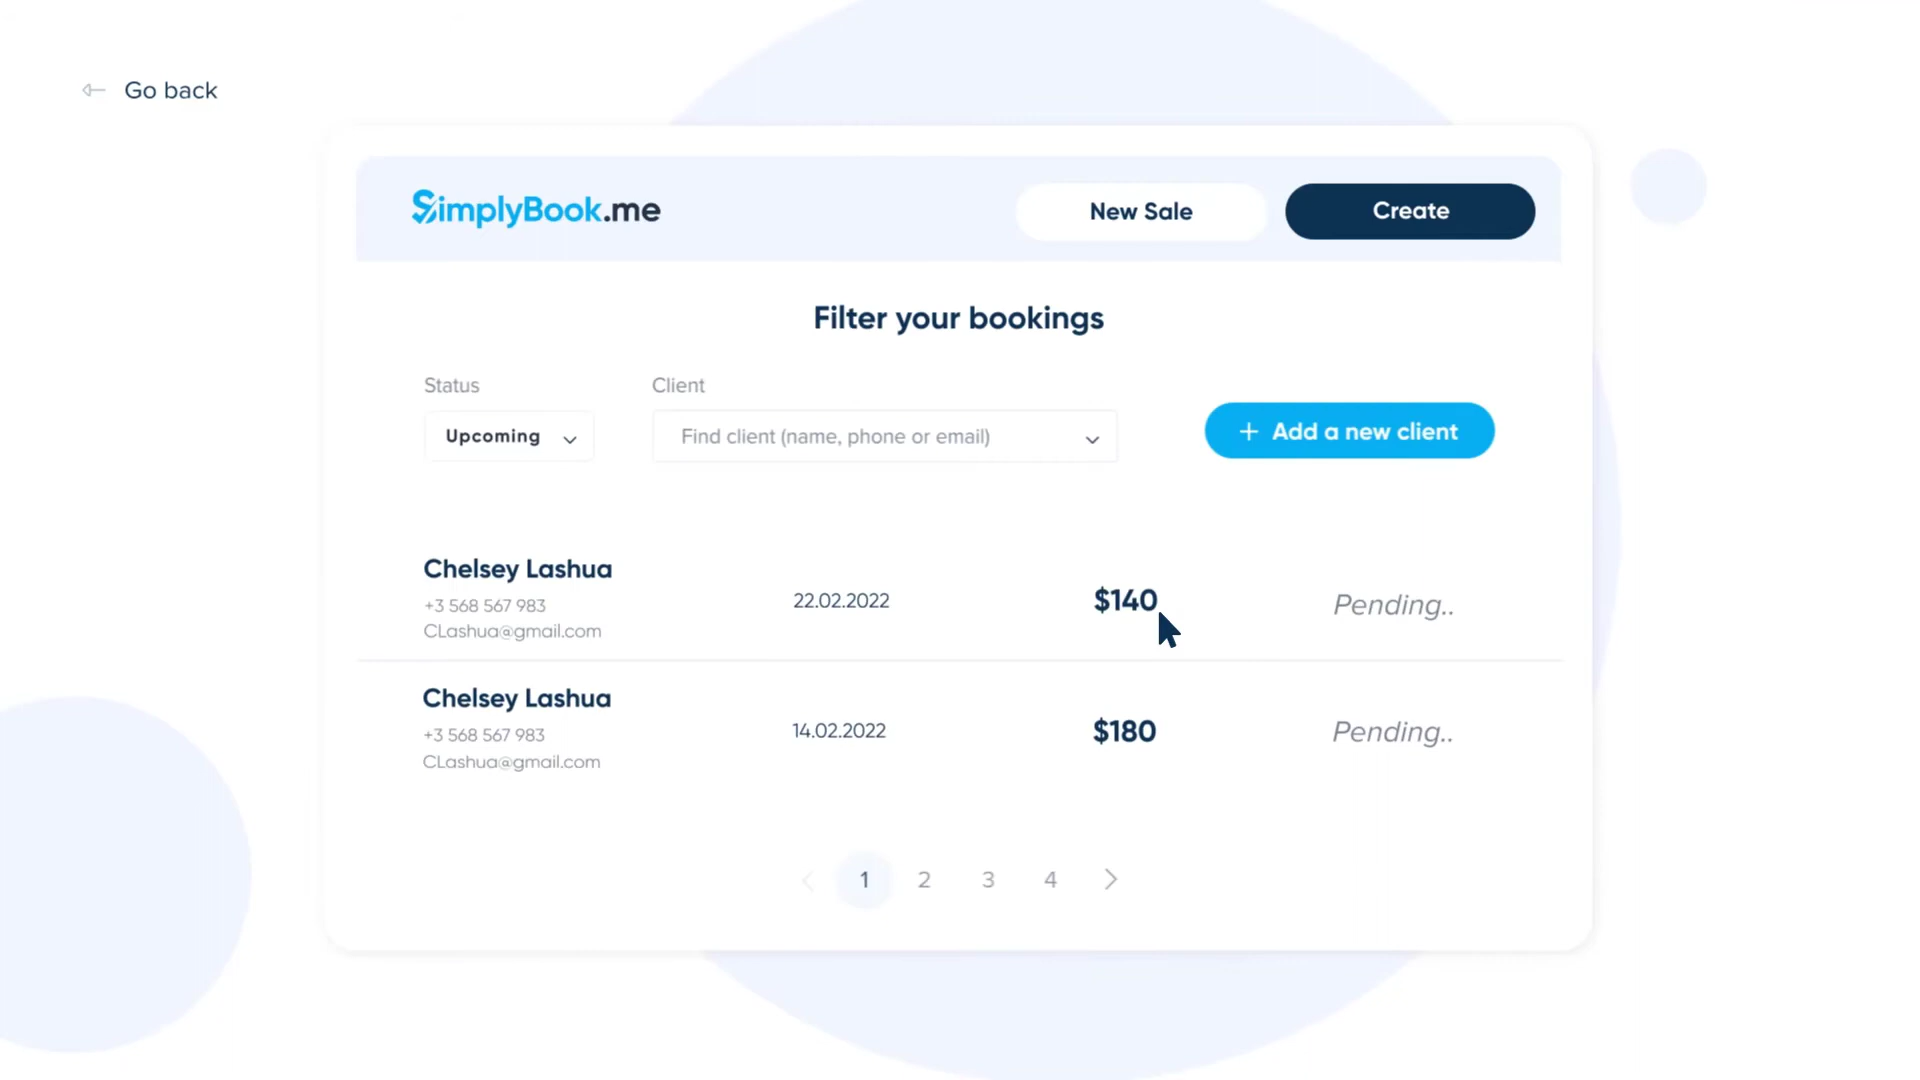 Go back
SimplyBook.me
New Sale
Create
Filter your bookings
Status
Client
Upcoming
Find client (name, phone or email)
+ Add a new client
Chelsey Lashua
+3 568 567 983
CLashua@gmail.com
22.02.2022
$140
Pending..
Chelsey Lashua
+3 568 567 983
CLashua@gmail.com
14.02.2022
$180
Pending..
1 2 3 4